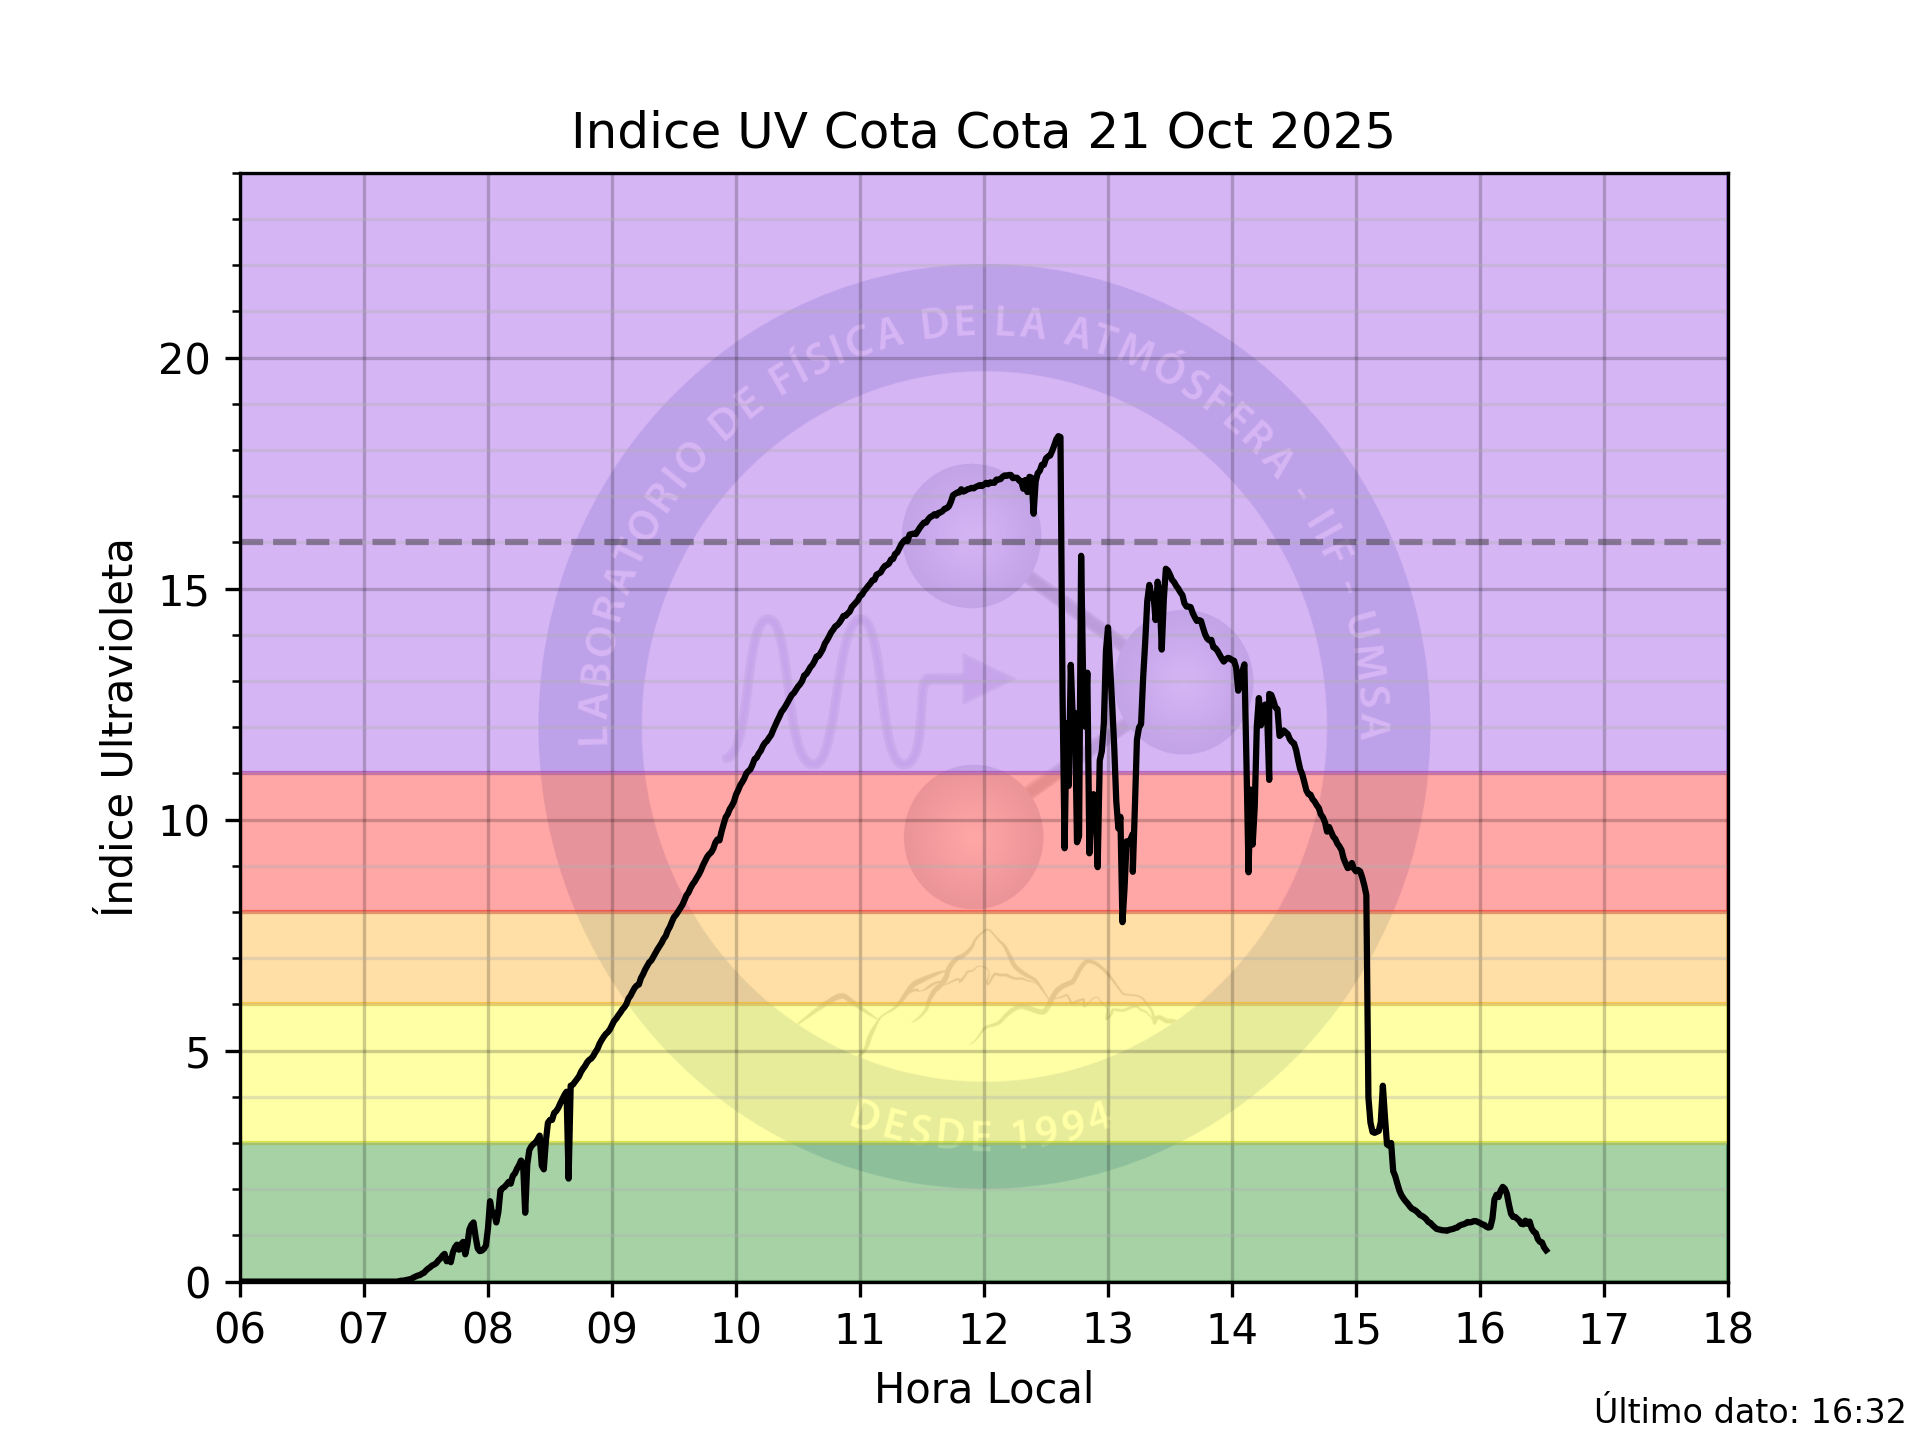 Indice UV Cota Cota 21 Oct 2025
Índice Ultravioleta
20
15
10
5
0
LABORATORIO DE FÍSICA DE LA ATMÓSFERA - IIF - UMSA
DESDE 1994
06 07 08 09 10 11 12 13 14 15 16 17 18
Hora Local
Último dato: 16:32